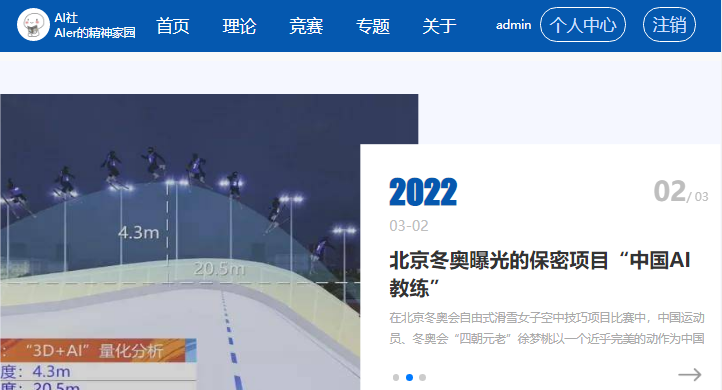 AI社
AIer的精神家园
首页 理论 竞赛 专题 关于 admin 个人中心 注销
4.3m
20.5m
: “3D+AI”量化分析
度: 4.3m
度: 20.5m
2022
02/ 03
03-02
北京冬奥曝光的保密项目“中国AI
教练”
在北京冬奥会自由式滑雪女子空中技巧项目比赛中，中国运动
员、冬奥会“四朝元老”徐梦桃以一个近乎完美的动作为中国